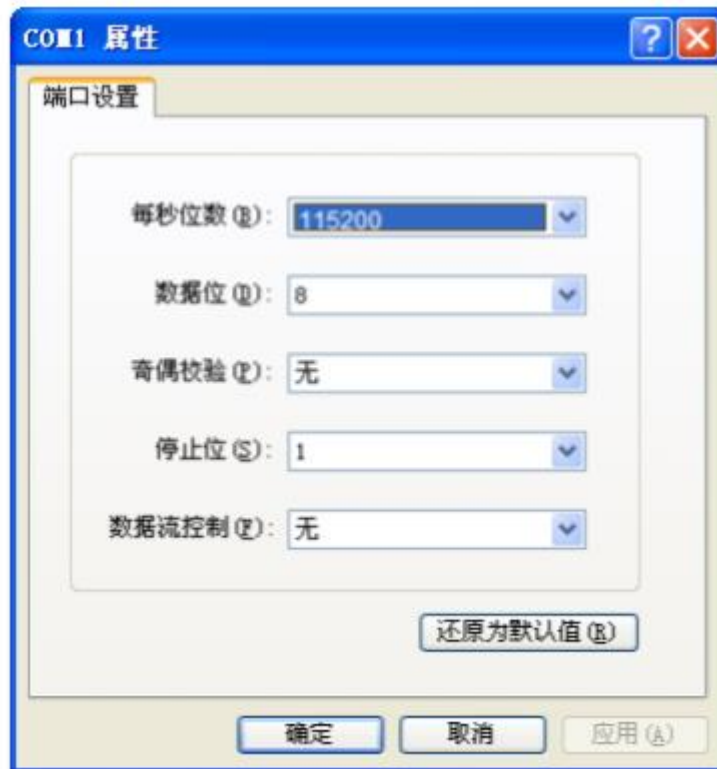 COM1 属性
端口设置
每秒位数(B): 115200
数据位(D): 8
奇偶校验(P): 无
停止位(S): 1
数据流控制(F): 无
还原为默认值(R)
确定 取消 应用(A)